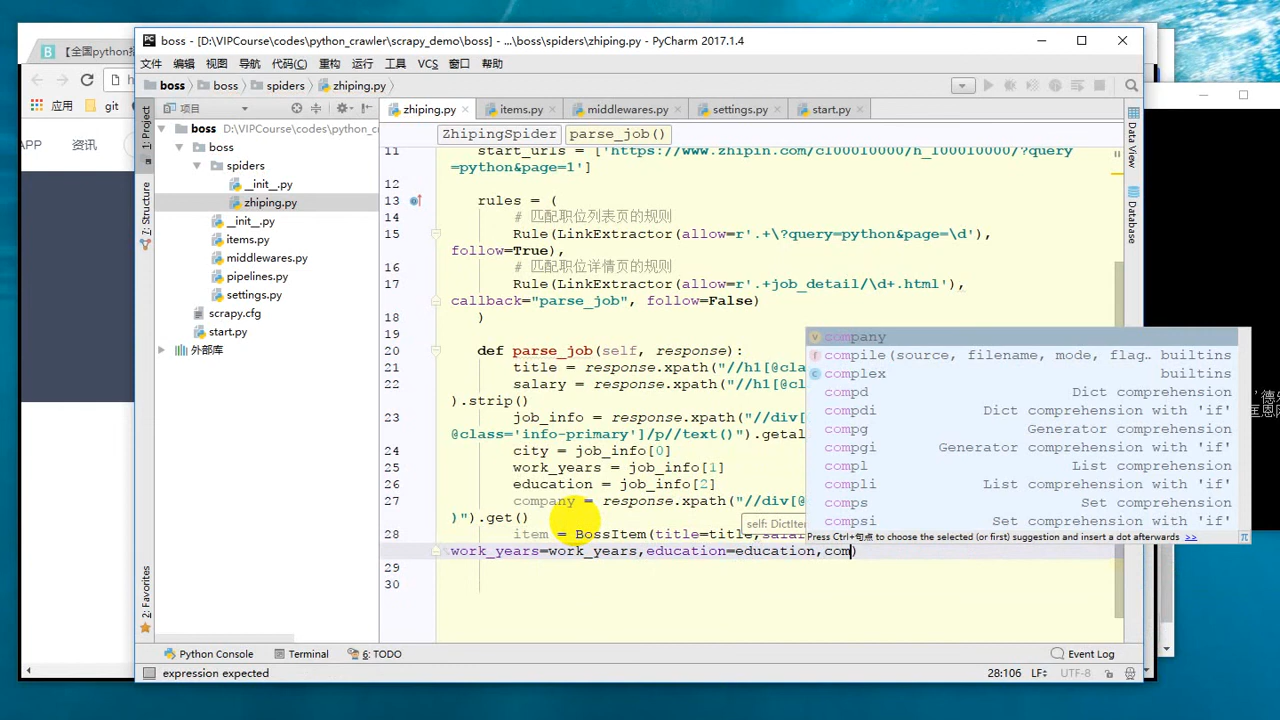 boss - [D:\VIPCourse\codes\python_crawler\scrapy_demo\boss] - ...\boss\spiders\zhiping.py - PyCharm 2017.1.4
【全国python招
文件 编辑 视图 导航 代码(C) 重构 运行 工具 VCS 窗口 帮助
boss boss spiders zhiping.py
应用 git
项目
zhiping.py items.py middlewares.py settings.py start.py
ZhipingSpider parse_job()
APP 资讯
1: Project
7: Structure
2: Favorites
boss D:\VIPCourse\codes\python_c
boss
spiders
__init__.py
zhiping.py
__init__.py
items.py
middlewares.py
pipelines.py
settings.py
scrapy.cfg
start.py
外部库
11 start_urls = ['https://www.zhipin.com/c100010000/h_100010000/?query
=python&page=1']
12
13 rules = (
14 # 匹配职位列表页的规则
15 Rule(LinkExtractor(allow=r'.+\?query=python&page=\d'),
follow=True),
16 # 匹配职位详情页的规则
17 Rule(LinkExtractor(allow=r'.+job_detail/\d+.html'),
callback="parse_job", follow=False)
18 )
19
20 def parse_job(self, response):
21 title = response.xpath("//h1[@cla
22 salary = response.xpath("//h1[@cla
).strip()
23 job_info = response.xpath("//div[
@class='info-primary']/p//text()").getal
24 city = job_info[0]
25 work_years = job_info[1]
26 education = job_info[2]
27 company = response.xpath("//div[@
)").get()
28 item = BossItem(title=title,salar
work_years=work_years,education=education,com)
29
30
self: DictItem
company
compile(source, filename, mode, flag… builtins
complex builtins
compd Dict comprehension
compdi Dict comprehension with 'if'
compg Generator comprehension
compgi Generator comprehension with 'if'
compl List comprehension
compli List comprehension with 'if'
comps Set comprehension
compsi Set comprehension with 'if'
Press Ctrl+句点 to choose the selected (or first) suggestion and insert a dot afterwards >>
π
Data View
Database
Python Console Terminal 6: TODO Event Log
expression expected 28:106 LF UTF-8